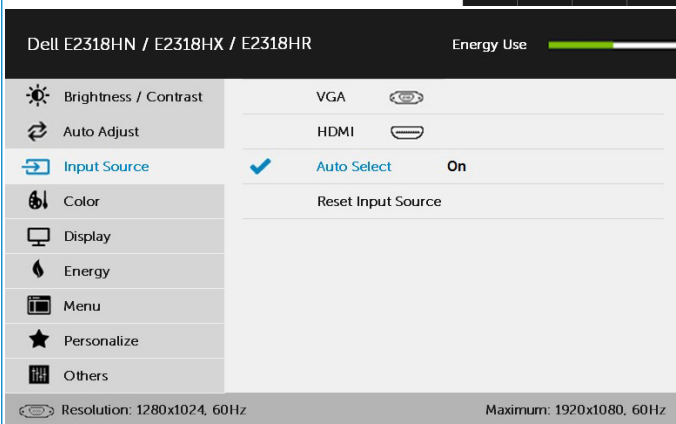 Dell E2318HN / E2318HX / E2318HR
Energy Use
Brightness / Contrast
VGA
Auto Adjust
HDMI
Input Source
Auto Select On
Color
Reset Input Source
Display
Energy
Menu
Personalize
Others
Resolution: 1280x1024, 60Hz
Maximum: 1920x1080, 60Hz